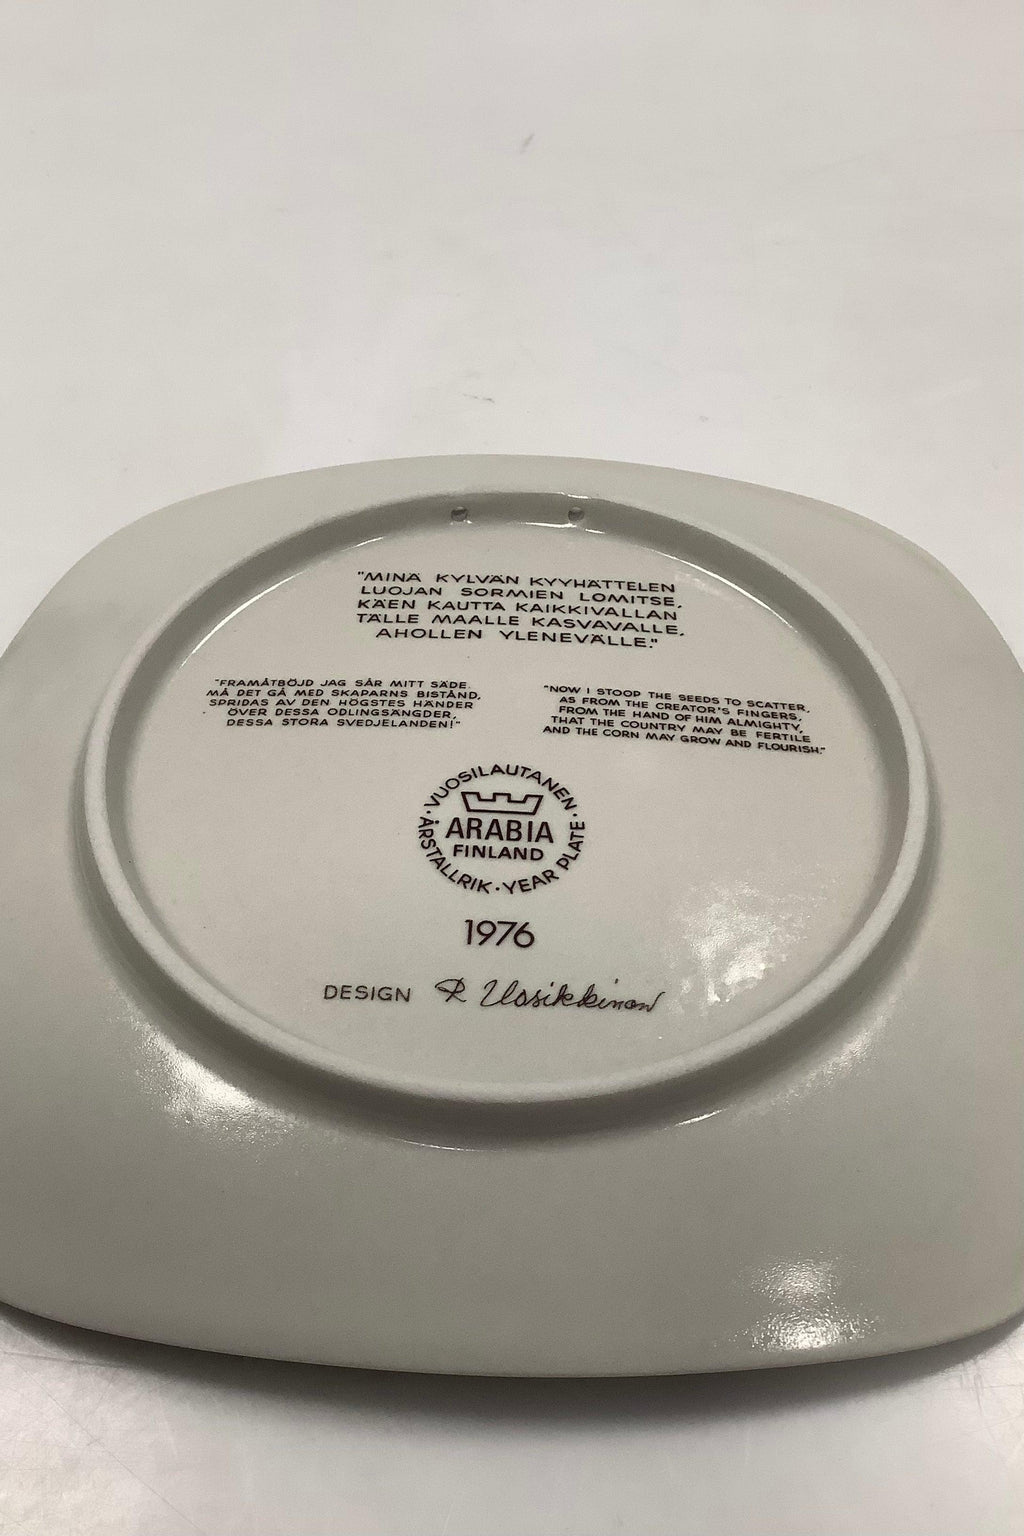 "MINÄ KYLVÄN KYYHÄTTELEN
LUOJAN SORMIEN LOMITSE,
KÄEN KAUTTA KAIKKIVALLAN
TÄLLE MAALLE KASVAVALLE,
AHOLLEN YLENEVÄLLE."
"FRAMÅTBÖJD JAG SÅR MITT SÄDE.
MÅ DET GÅ MED SKAPARNS BISTÅND,
SPRIDAS AV DEN HÖGSTES HÄNDER
ÖVER DESSA ODLINGSÄNGDER,
DESSA STORA SVEDJELANDEN!"
"NOW I STOOP THE SEEDS TO SCATTER,
AS FROM THE CREATOR'S FINGERS,
FROM THE HAND OF HIM ALMIGHTY,
THAT THE COUNTRY MAY BE FERTILE
AND THE CORN MAY GROW AND FLOURISH."
VUOSILAUTANEN · YEAR PLATE · ÅRSTALLRIK ·
ARABIA
FINLAND
1976
DESIGN R Uosikkinen